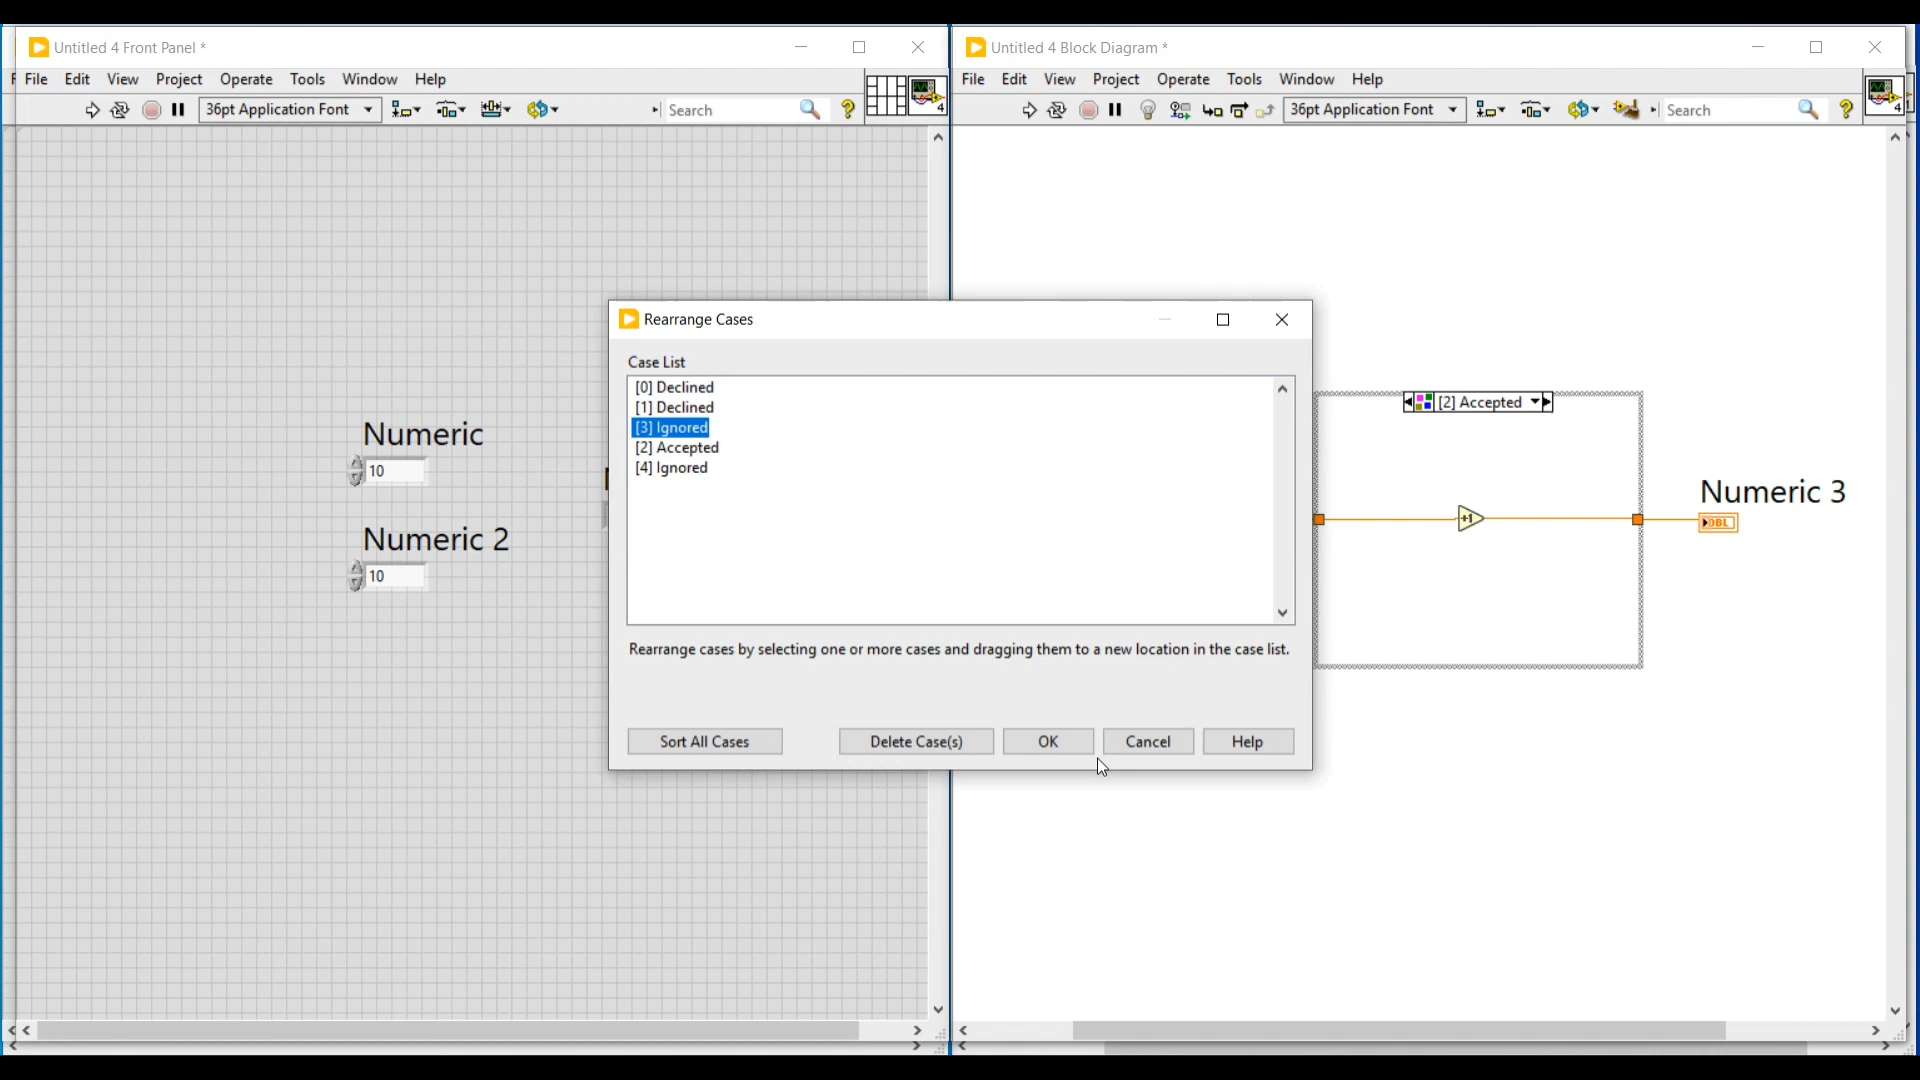 Untitled 4 Front Panel *
File Edit View Project Operate Tools Window Help
36pt Application Font
Search
4
Untitled 4 Block Diagram *
File Edit View Project Operate Tools Window Help
36pt Application Font
Search
4
Numeric
10
Numeric 2
10
Rearrange Cases
Case List
[0] Declined
[1] Declined
[3] Ignored
[2] Accepted
[4] Ignored
Rearrange cases by selecting one or more cases and dragging them to a new location in the case list.
Sort All Cases
Delete Case(s)
OK
Cancel
Help
[2] Accepted
+1
Numeric 3
DBL